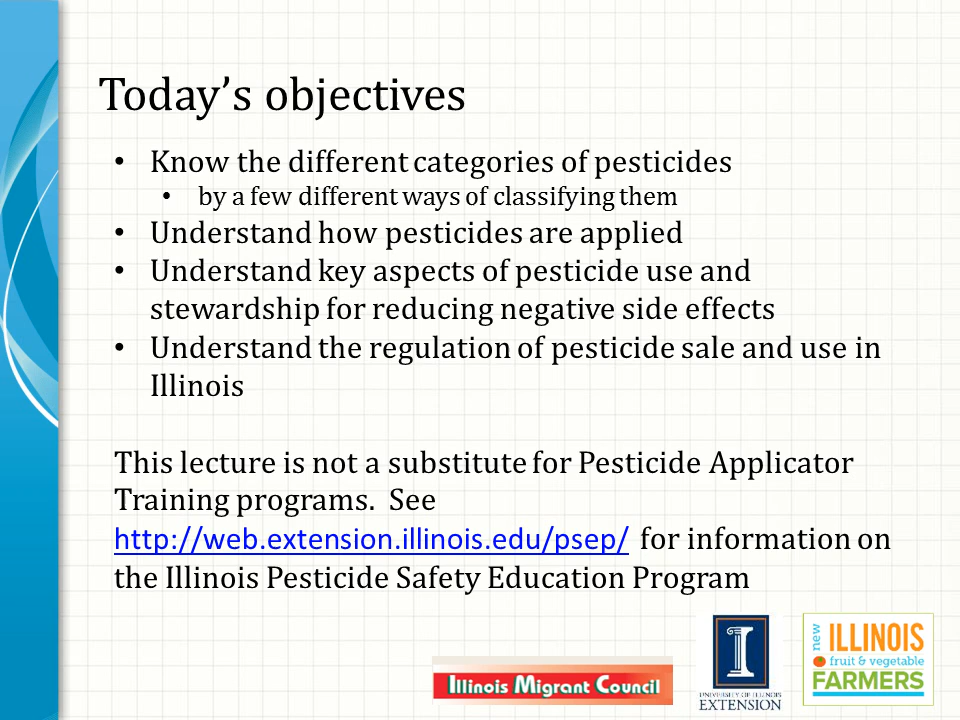 Today's objectives
• Know the different categories of pesticides
• by a few different ways of classifying them
• Understand how pesticides are applied
• Understand key aspects of pesticide use and
stewardship for reducing negative side effects
• Understand the regulation of pesticide sale and use in
Illinois
This lecture is not a substitute for Pesticide Applicator
Training programs.  See
http://web.extension.illinois.edu/psep/ for information on
the Illinois Pesticide Safety Education Program
Illinois Migrant Council
I
UNIVERSITY OF ILLINOIS
EXTENSION
new
ILLINOIS
fruit & vegetable
FARMERS